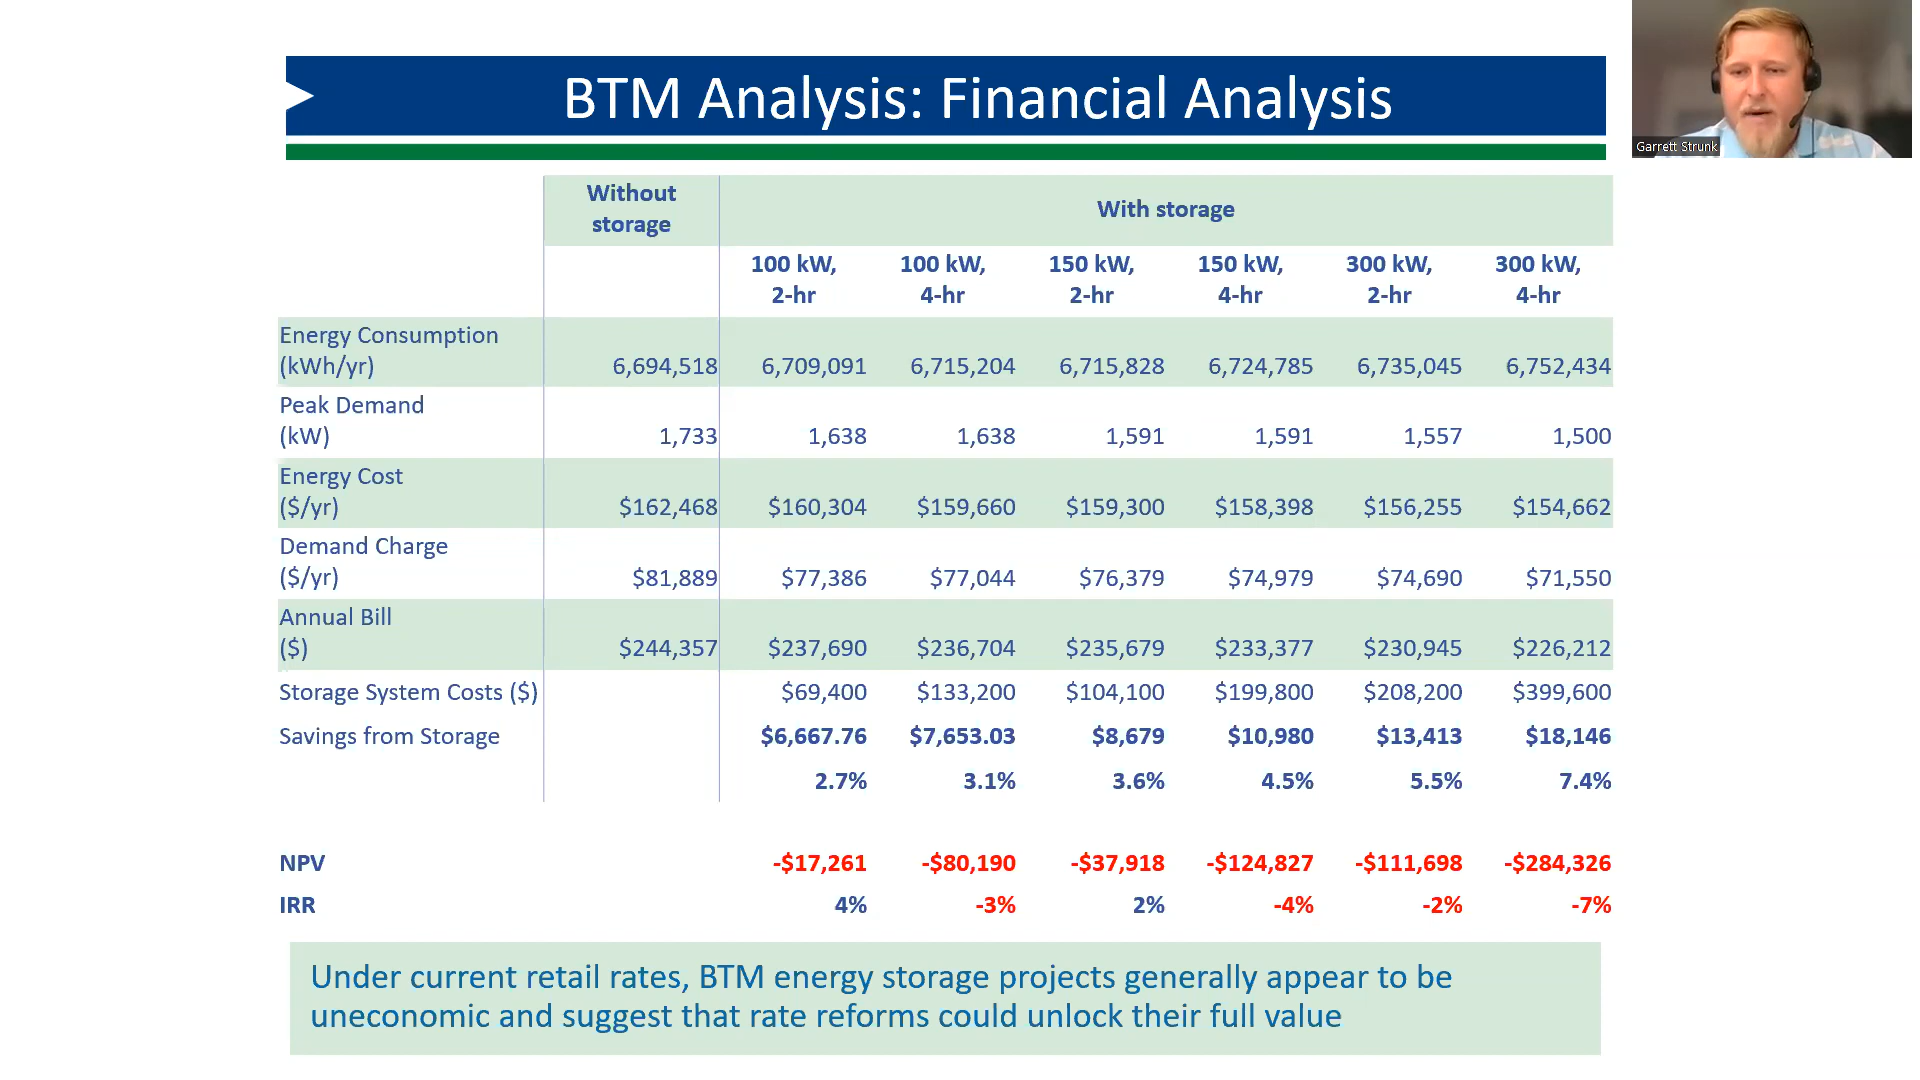 BTM Analysis: Financial Analysis
Garrett Strunk
Without
storage
With storage
100 kW,
2-hr
100 kW,
4-hr
150 kW,
2-hr
150 kW,
4-hr
300 kW,
2-hr
300 kW,
4-hr
Energy Consumption
(kWh/yr) 6,694,518 6,709,091 6,715,204 6,715,828 6,724,785 6,735,045 6,752,434
Peak Demand
(kW) 1,733 1,638 1,638 1,591 1,591 1,557 1,500
Energy Cost
($/yr) $162,468 $160,304 $159,660 $159,300 $158,398 $156,255 $154,662
Demand Charge
($/yr) $81,889 $77,386 $77,044 $76,379 $74,979 $74,690 $71,550
Annual Bill
($) $244,357 $237,690 $236,704 $235,679 $233,377 $230,945 $226,212
Storage System Costs ($) $69,400 $133,200 $104,100 $199,800 $208,200 $399,600
Savings from Storage $6,667.76 $7,653.03 $8,679 $10,980 $13,413 $18,146
2.7% 3.1% 3.6% 4.5% 5.5% 7.4%
NPV -$17,261 -$80,190 -$37,918 -$124,827 -$111,698 -$284,326
IRR 4% -3% 2% -4% -2% -7%
Under current retail rates, BTM energy storage projects generally appear to be
uneconomic and suggest that rate reforms could unlock their full value